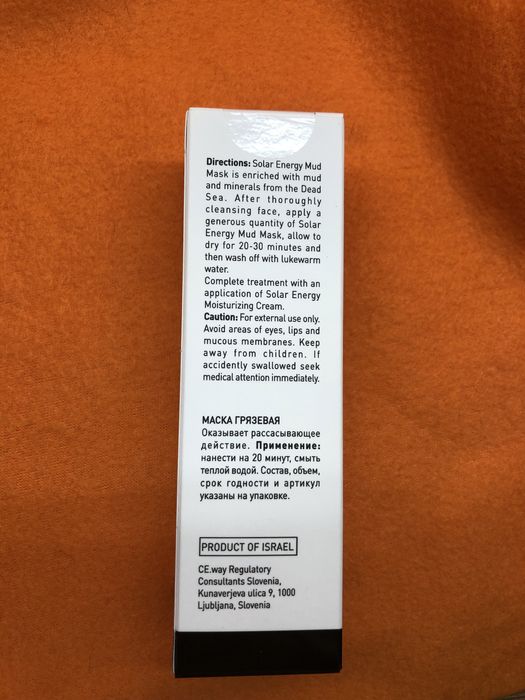 Directions: Solar Energy Mud
Mask is enriched with mud
and minerals from the Dead
Sea. After thoroughly
cleansing face, apply a
generous quantity of Solar
Energy Mud Mask, allow to
dry for 20-30 minutes and
then wash off with lukewarm
water.
Complete treatment with an
application of Solar Energy
Moisturizing Cream.
Caution: For external use only.
Avoid areas of eyes, lips and
mucous membranes. Keep
away from children. If
accidently swallowed seek
medical attention immediately.
МАСКА ГРЯЗЕВАЯ
Оказывает рассасывающее
действие. Применение:
нанести на 20 минут, смыть
теплой водой. Состав, объем,
срок годности и артикул
указаны на упаковке.
PRODUCT OF ISRAEL
CE.way Regulatory
Consultants Slovenia,
Kunaverjeva ulica 9, 1000
Ljubljana, Slovenia